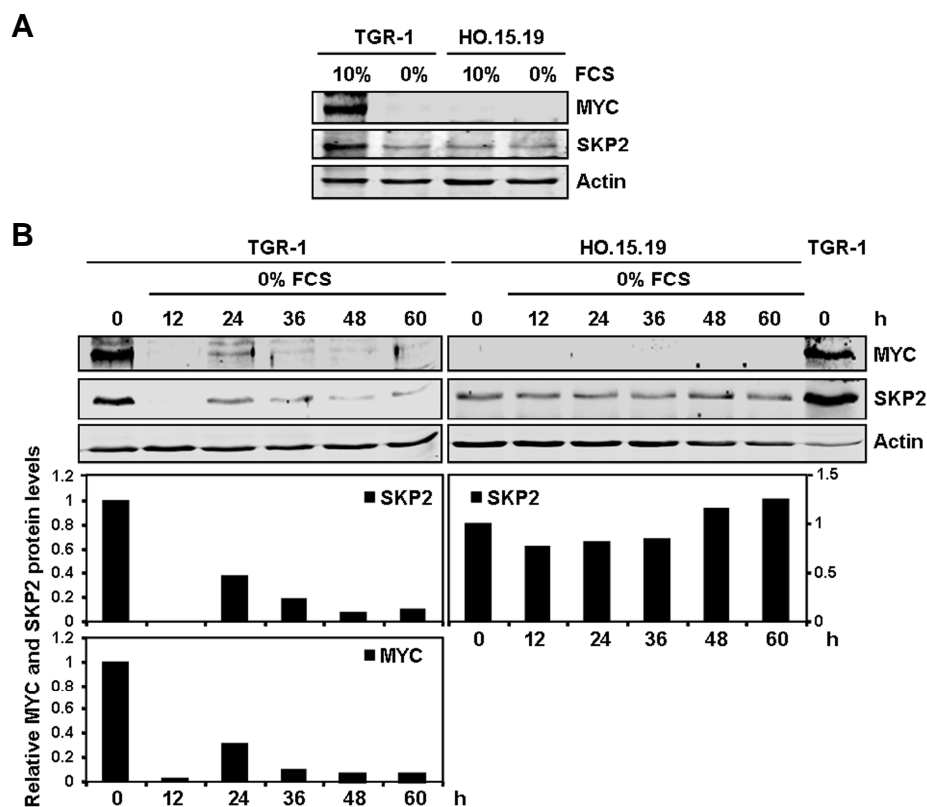 A
TGR-1 HO.15.19
10% 0% 10% 0% FCS
MYC
SKP2
Actin
B
TGR-1 HO.15.19 TGR-1
0% FCS 0% FCS
0 12 24 36 48 60 0 12 24 36 48 60 0 h
MYC
SKP2
Actin
Relative MYC and SKP2 protein levels
1.2
1
0.8
0.6
0.4
0.2
0
SKP2
SKP2
1.5
1
0.5
0
0 12 24 36 48 60 h
1.2
1
0.8
0.6
0.4
0.2
0
MYC
0 12 24 36 48 60 h